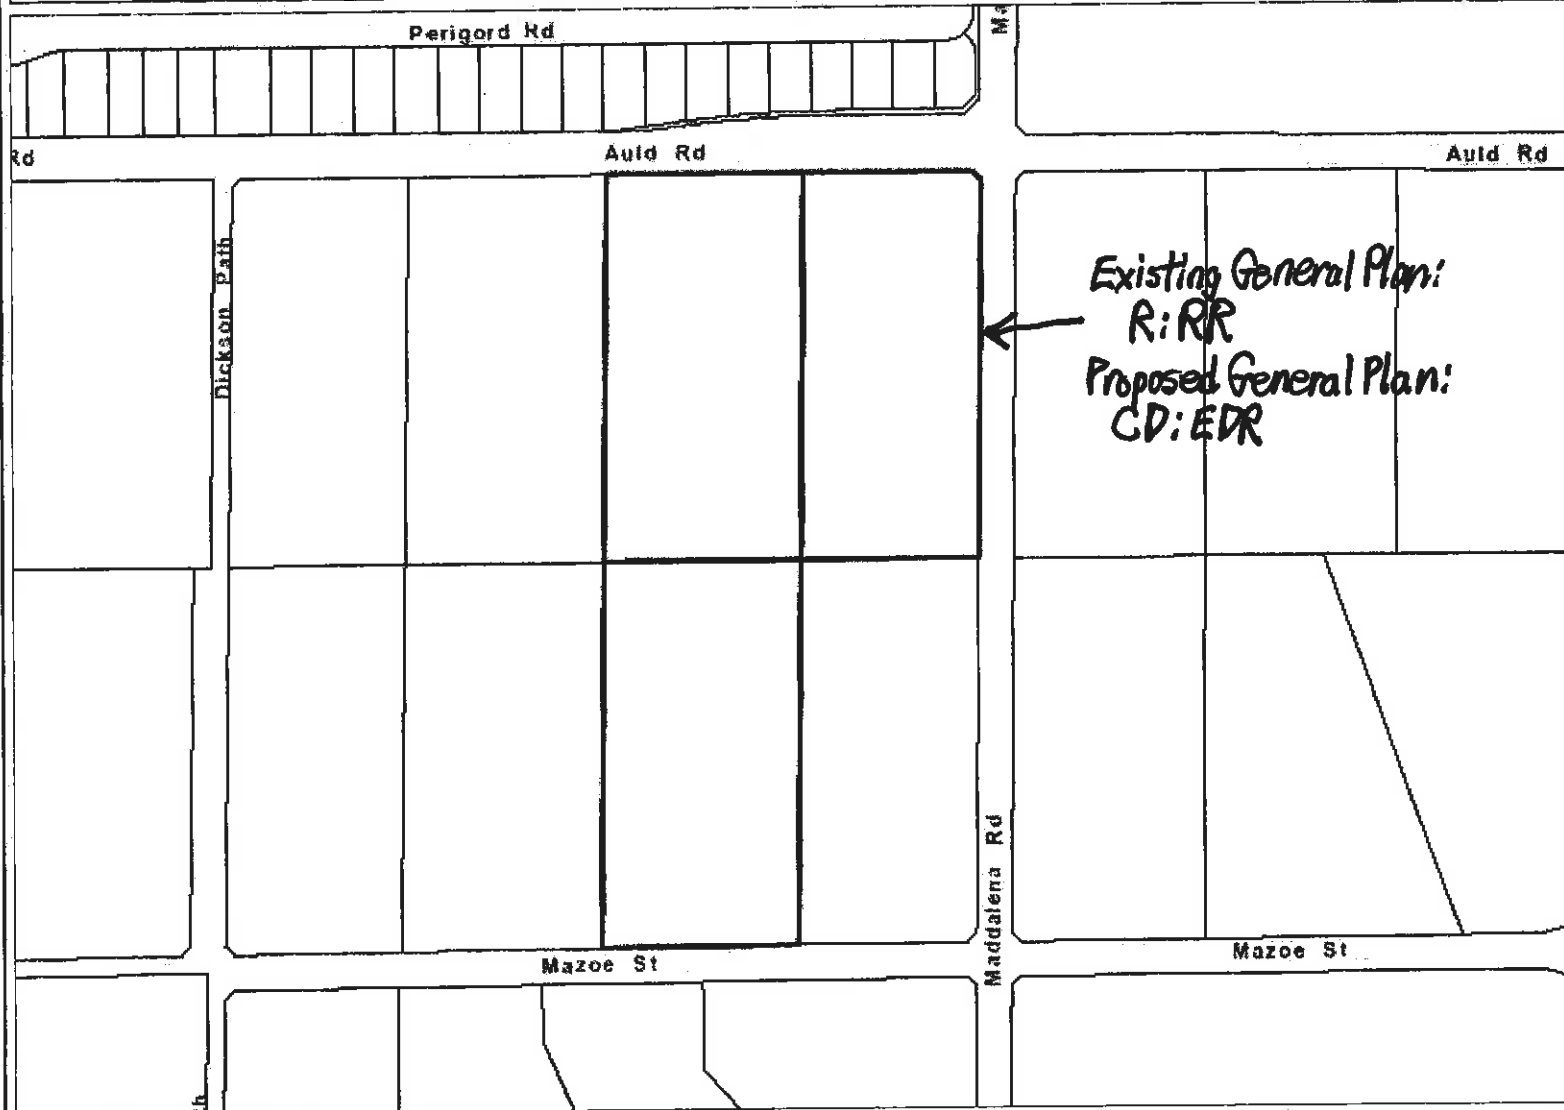 Perigord Rd
Ma
Rd
Auld Rd
Auld Rd
Dickson Path
Existing General Plan:
R:RR
Proposed General Plan:
CD:EDR
Maddalena Rd
Mazoe St
Mazoe St
h